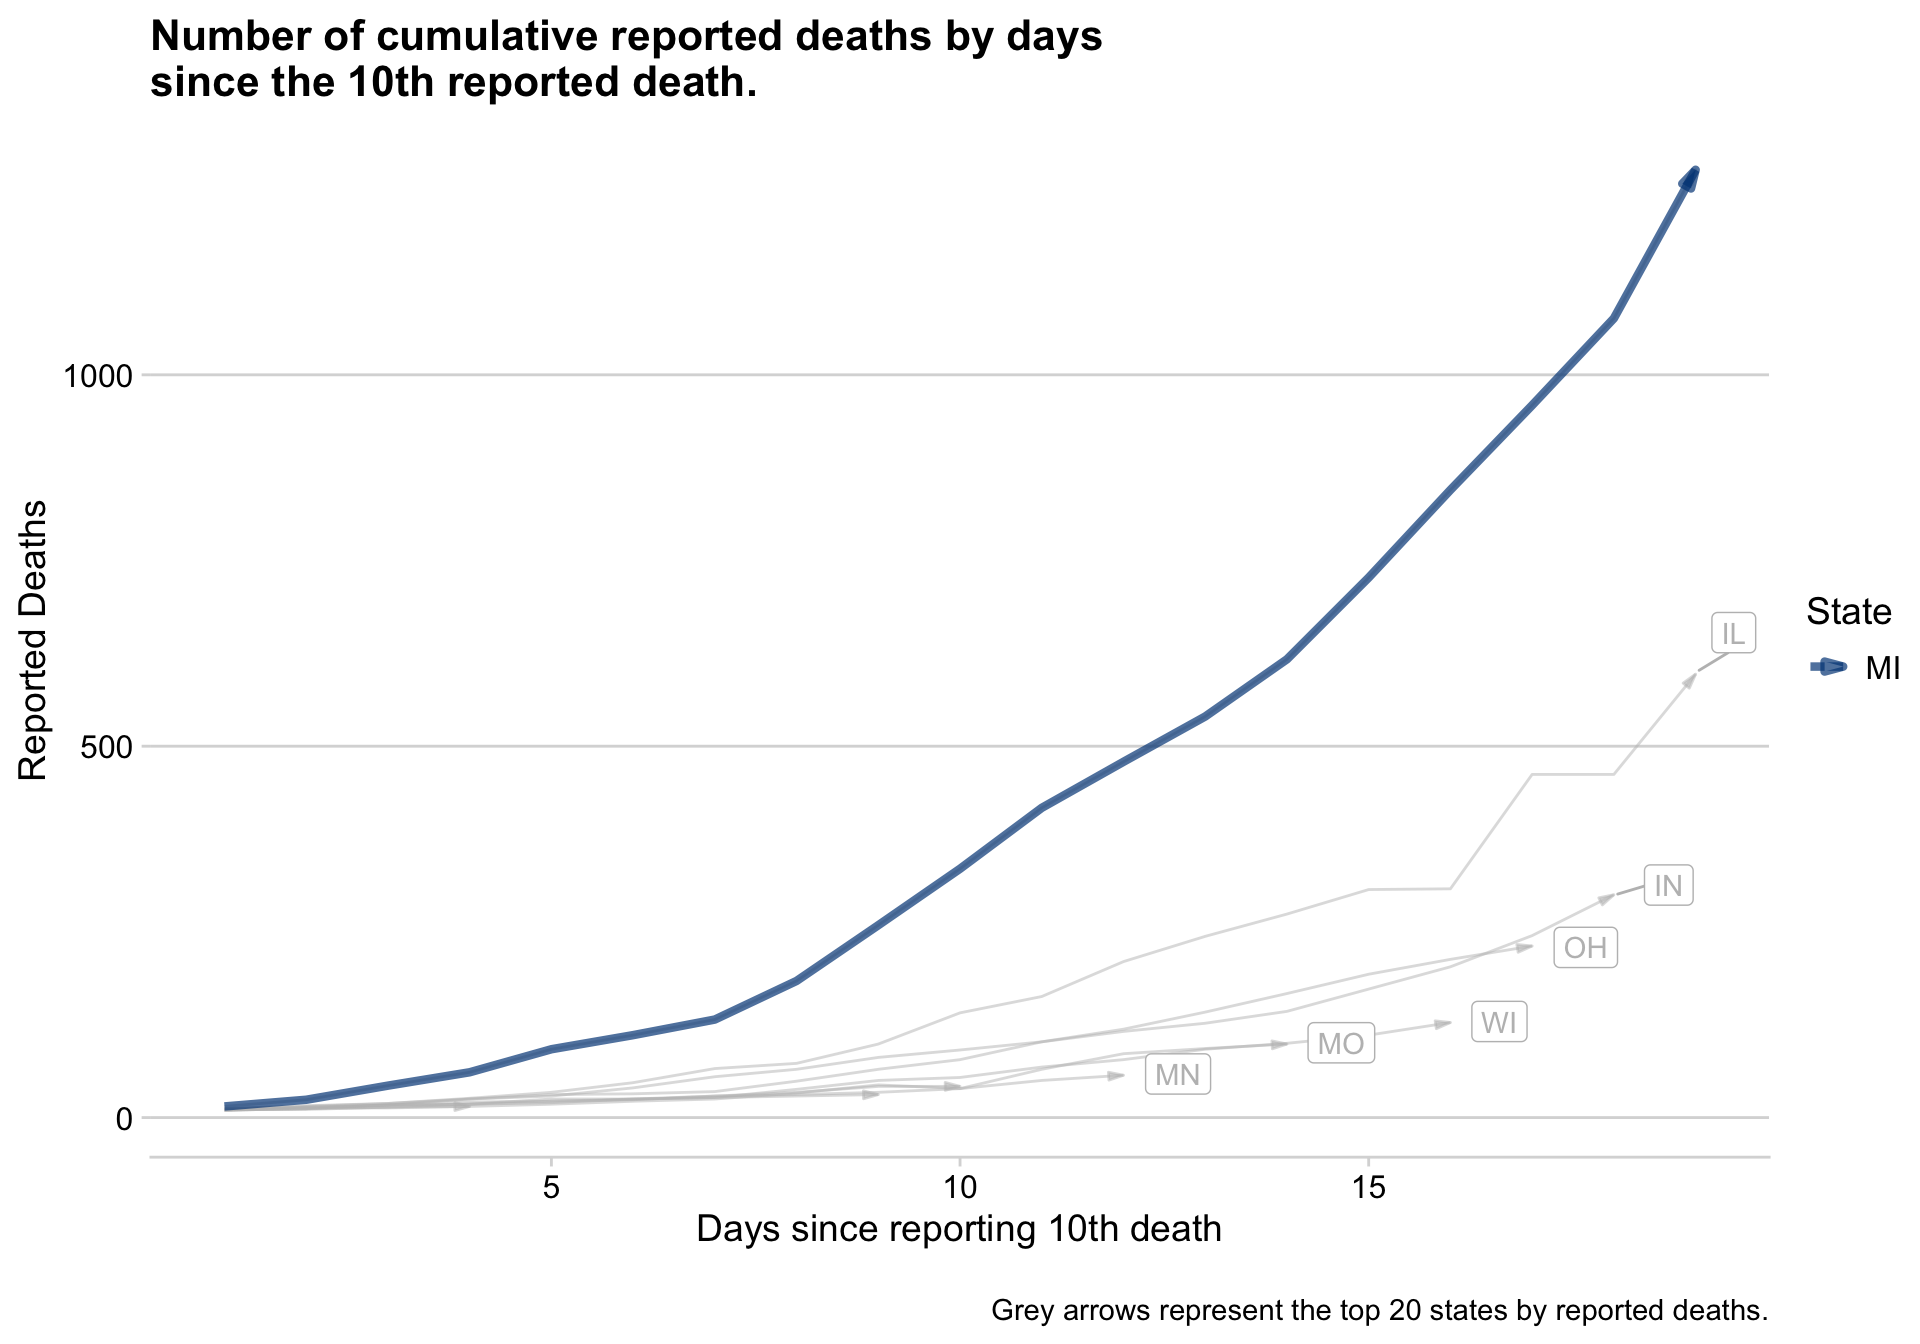 Number of cumulative reported deaths by days
since the 10th reported death.
Reported Deaths
1000
500
0
IL
IN
OH
WI
MO
MN
State
MI
5
10
15
Days since reporting 10th death
Grey arrows represent the top 20 states by reported deaths.